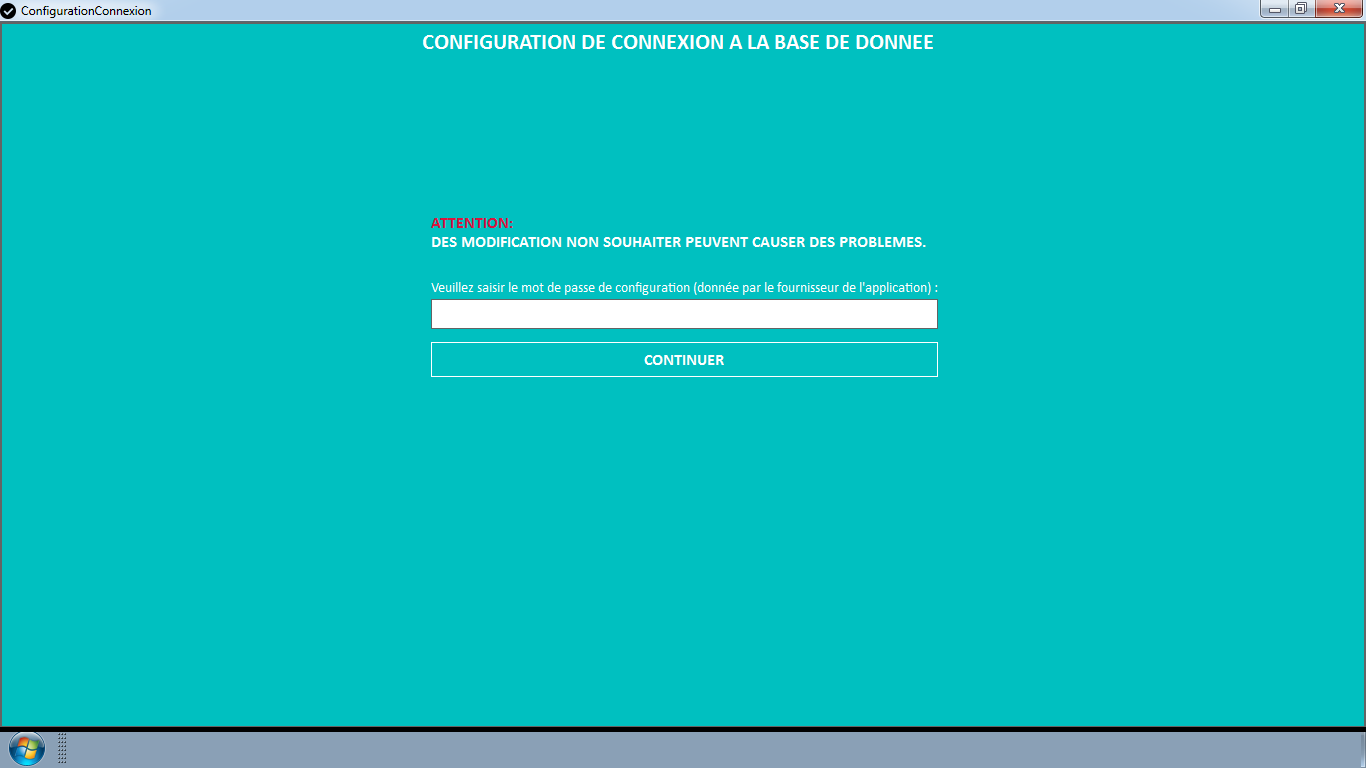 ConfigurationConnexion
CONFIGURATION DE CONNEXION A LA BASE DE DONNEE
ATTENTION:
DES MODIFICATION NON SOUHAITER PEUVENT CAUSER DES PROBLEMES.
Veuillez saisir le mot de passe de configuration (donnée par le fournisseur de l'application) :
CONTINUER